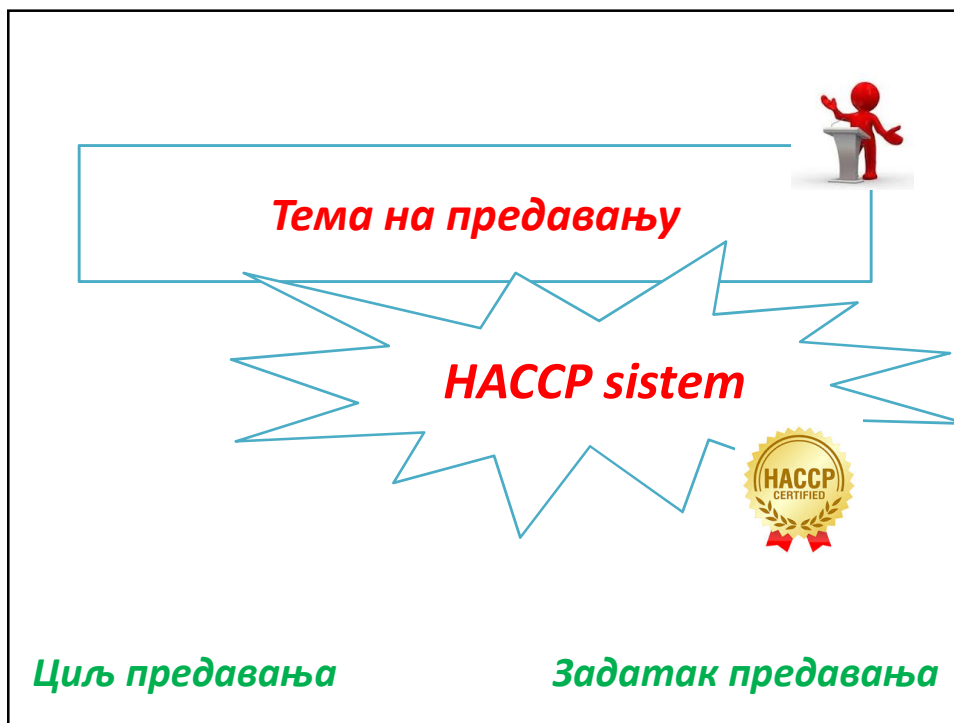 Тема на предавању
HACCP sistem
HACCP
CERTIFIED
Циљ предавања
Задатак предавања